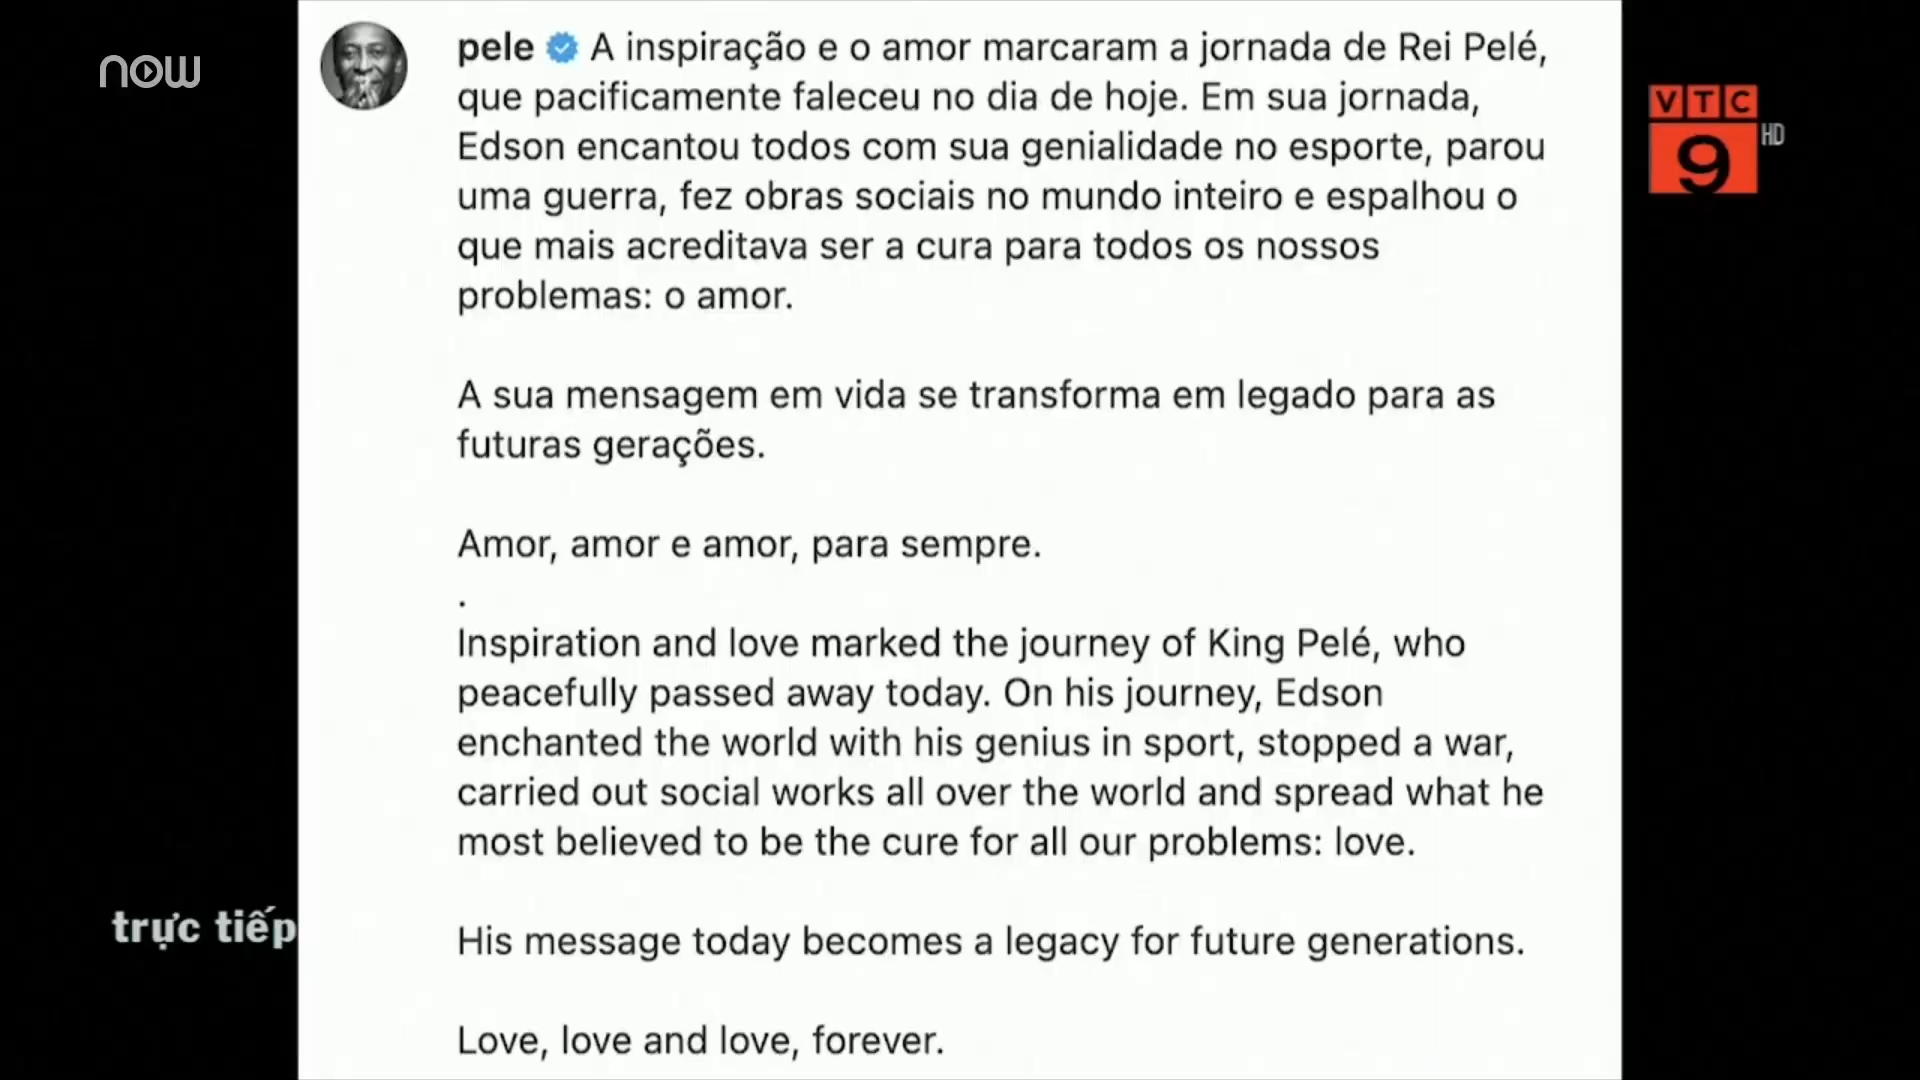 now
VTC
9 HD
pele A inspiração e o amor marcaram a jornada de Rei Pelé,
que pacificamente faleceu no dia de hoje. Em sua jornada,
Edson encantou todos com sua genialidade no esporte, parou
uma guerra, fez obras sociais no mundo inteiro e espalhou o
que mais acreditava ser a cura para todos os nossos
problemas: o amor.
A sua mensagem em vida se transforma em legado para as
futuras gerações.
Amor, amor e amor, para sempre.
.
Inspiration and love marked the journey of King Pelé, who
peacefully passed away today. On his journey, Edson
enchanted the world with his genius in sport, stopped a war,
carried out social works all over the world and spread what he
most believed to be the cure for all our problems: love.
trực tiếp
His message today becomes a legacy for future generations.
Love, love and love, forever.